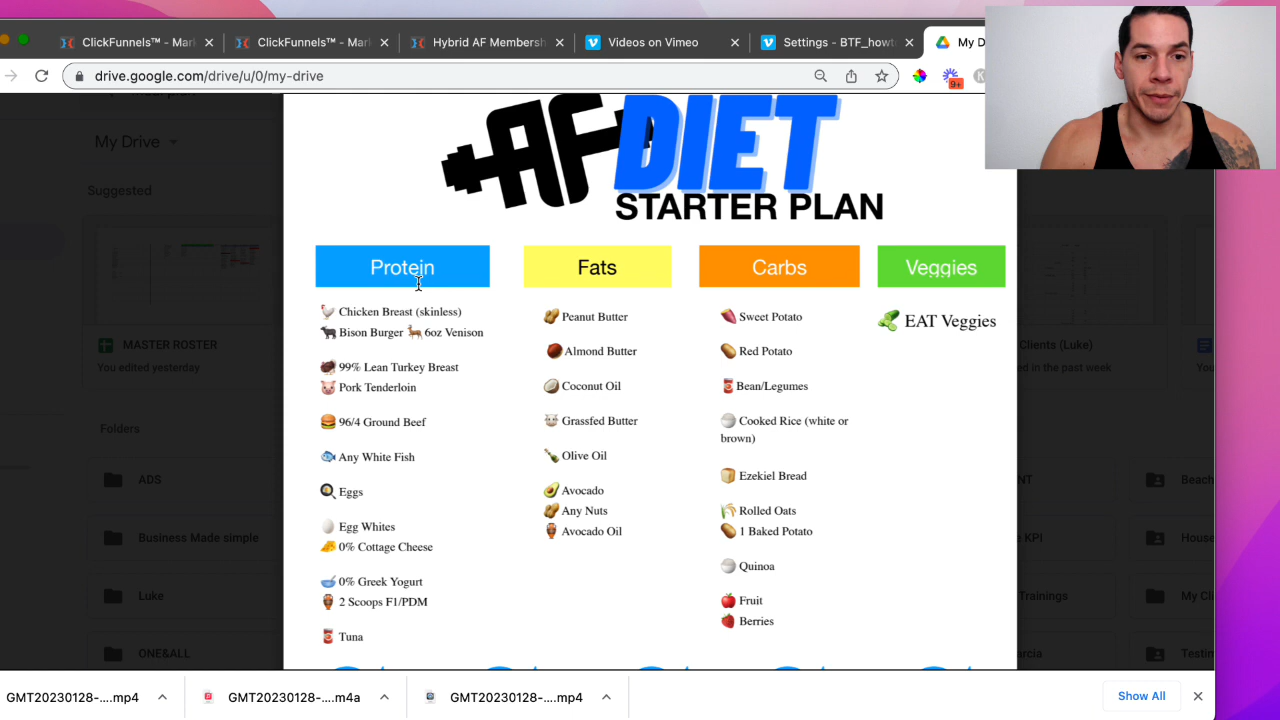 ClickFunnels™ - Mar
ClickFunnels™ - Mar
Hybrid AF Membersh
Videos on Vimeo
Settings - BTF_howt
My D
drive.google.com/drive/u/0/my-drive
9+
My Drive
Suggested
AF DIET
STARTER PLAN
Protein
Fats
Carbs
Veggies
Chicken Breast (skinless)
Bison Burger 6oz Venison
99% Lean Turkey Breast
Pork Tenderloin
96/4 Ground Beef
Any White Fish
Eggs
Egg Whites
0% Cottage Cheese
0% Greek Yogurt
2 Scoops F1/PDM
Tuna
Peanut Butter
Almond Butter
Coconut Oil
Grassfed Butter
Olive Oil
Avocado
Any Nuts
Avocado Oil
Sweet Potato
Red Potato
Bean/Legumes
Cooked Rice (white or
brown)
Ezekiel Bread
Rolled Oats
1 Baked Potato
Quinoa
Fruit
Berries
EAT Veggies
MASTER ROSTER
You edited yesterday
Clients (Luke)
ed in the past week
You
Folders
ADS
NT
Beach
Business Made simple
e KPI
House
Luke
Trainings
My Cli
ONE&ALL
arcia
Testim
GMT20230128-....mp4
GMT20230128-....m4a
GMT20230128-....mp4
Show All